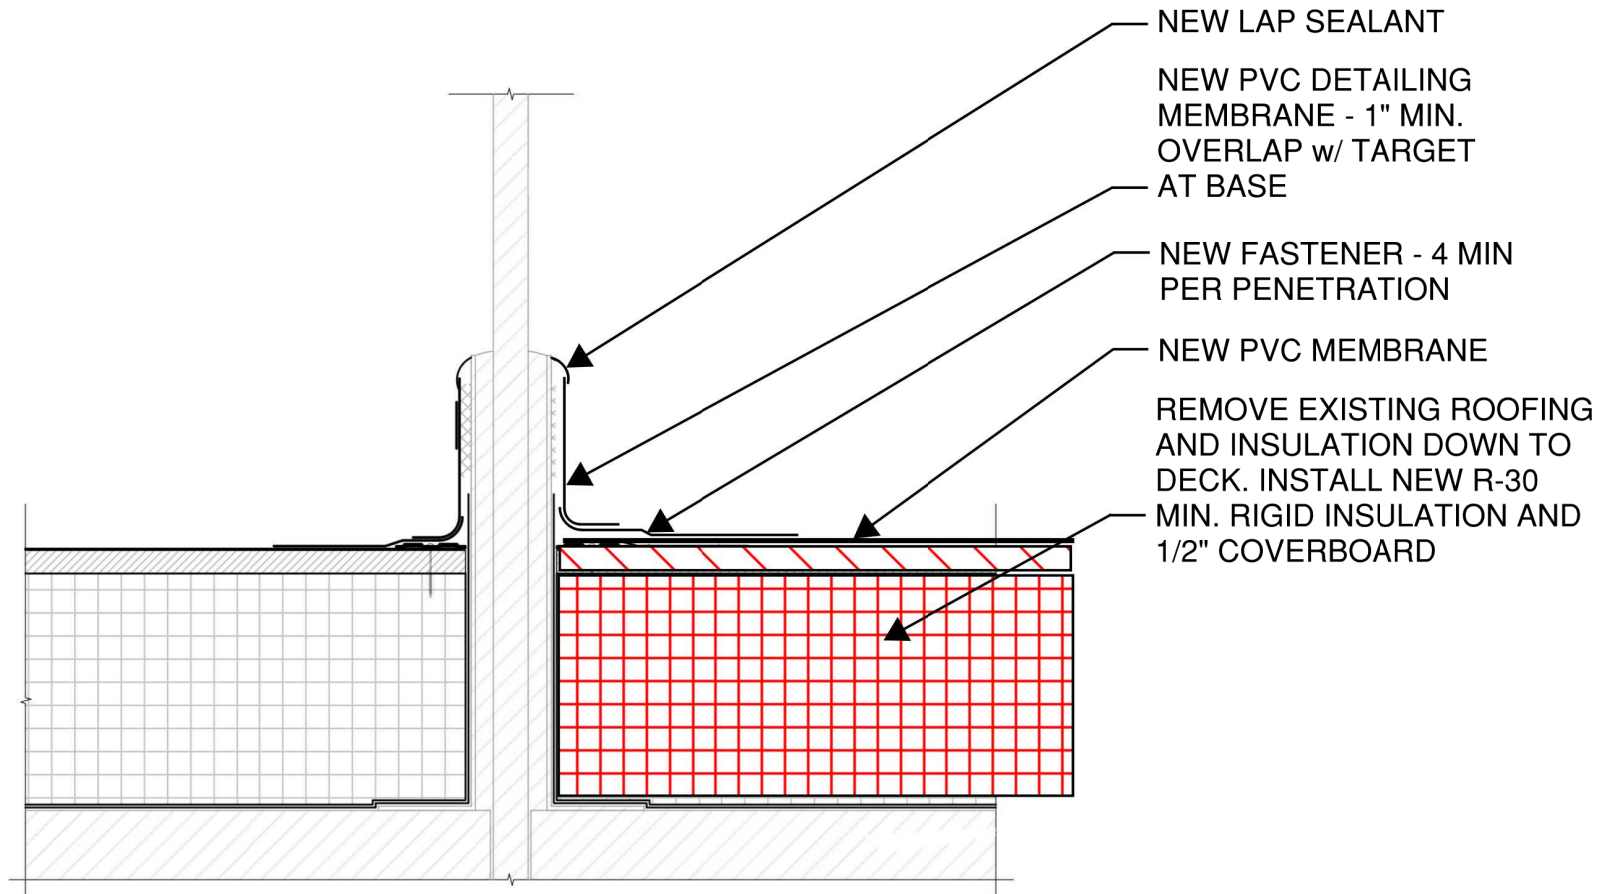 NEW LAP SEALANT
NEW PVC DETAILING
MEMBRANE - 1" MIN.
OVERLAP w/ TARGET
AT BASE
NEW FASTENER - 4 MIN
PER PENETRATION
NEW PVC MEMBRANE
REMOVE EXISTING ROOFING
AND INSULATION DOWN TO
DECK. INSTALL NEW R-30
MIN. RIGID INSULATION AND
1/2" COVERBOARD